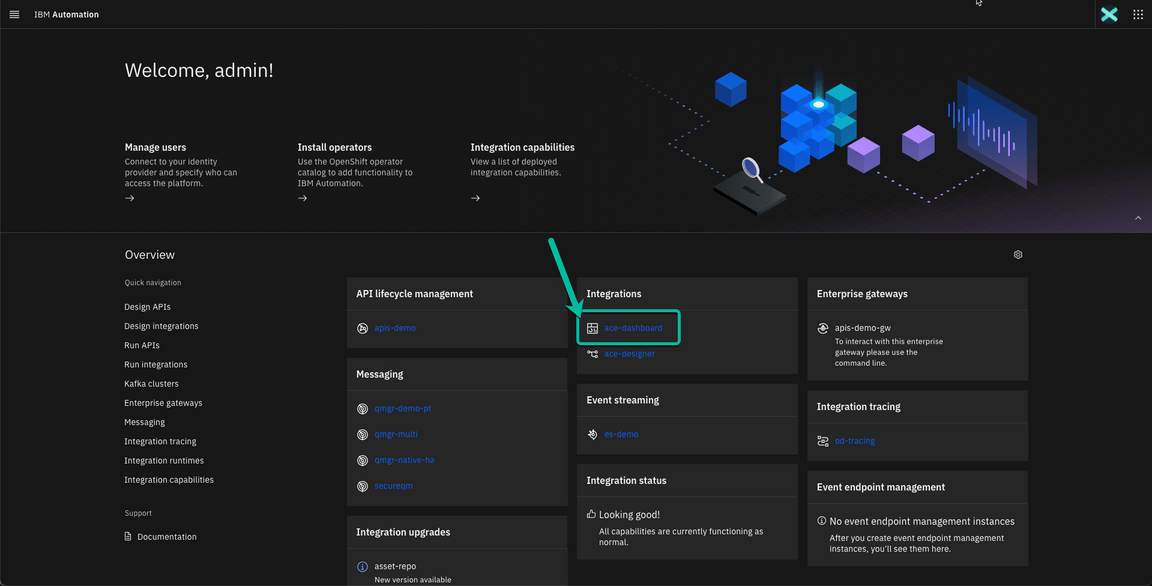 IBM Automation
Welcome, admin!
Manage users
Connect to your identity
provider and specify who can
access the platform.
Install operators
Use the OpenShift operator
catalog to add functionality to
IBM Automation.
Integration capabilities
View a list of deployed
integration capabilities.
Overview
Quick navigation
Design APIs
Design integrations
Run APIs
Run integrations
Kafka clusters
Enterprise gateways
Messaging
Integration tracing
Integration runtimes
Integration capabilities
Support
Documentation
API lifecycle management
apis-demo
Messaging
qmgr-demo-pt
qmgr-multi
qmgr-native-ha
secureqm
Integration upgrades
asset-repo
New version available
Integrations
ace-dashboard
ace-designer
Event streaming
es-demo
Integration status
Looking good!
All capabilities are currently functioning as
normal.
Enterprise gateways
apis-demo-gw
To interact with this enterprise
gateway please use the
command line.
Integration tracing
od-tracing
Event endpoint management
No event endpoint management instances
After you create event endpoint management
instances, you'll see them here.